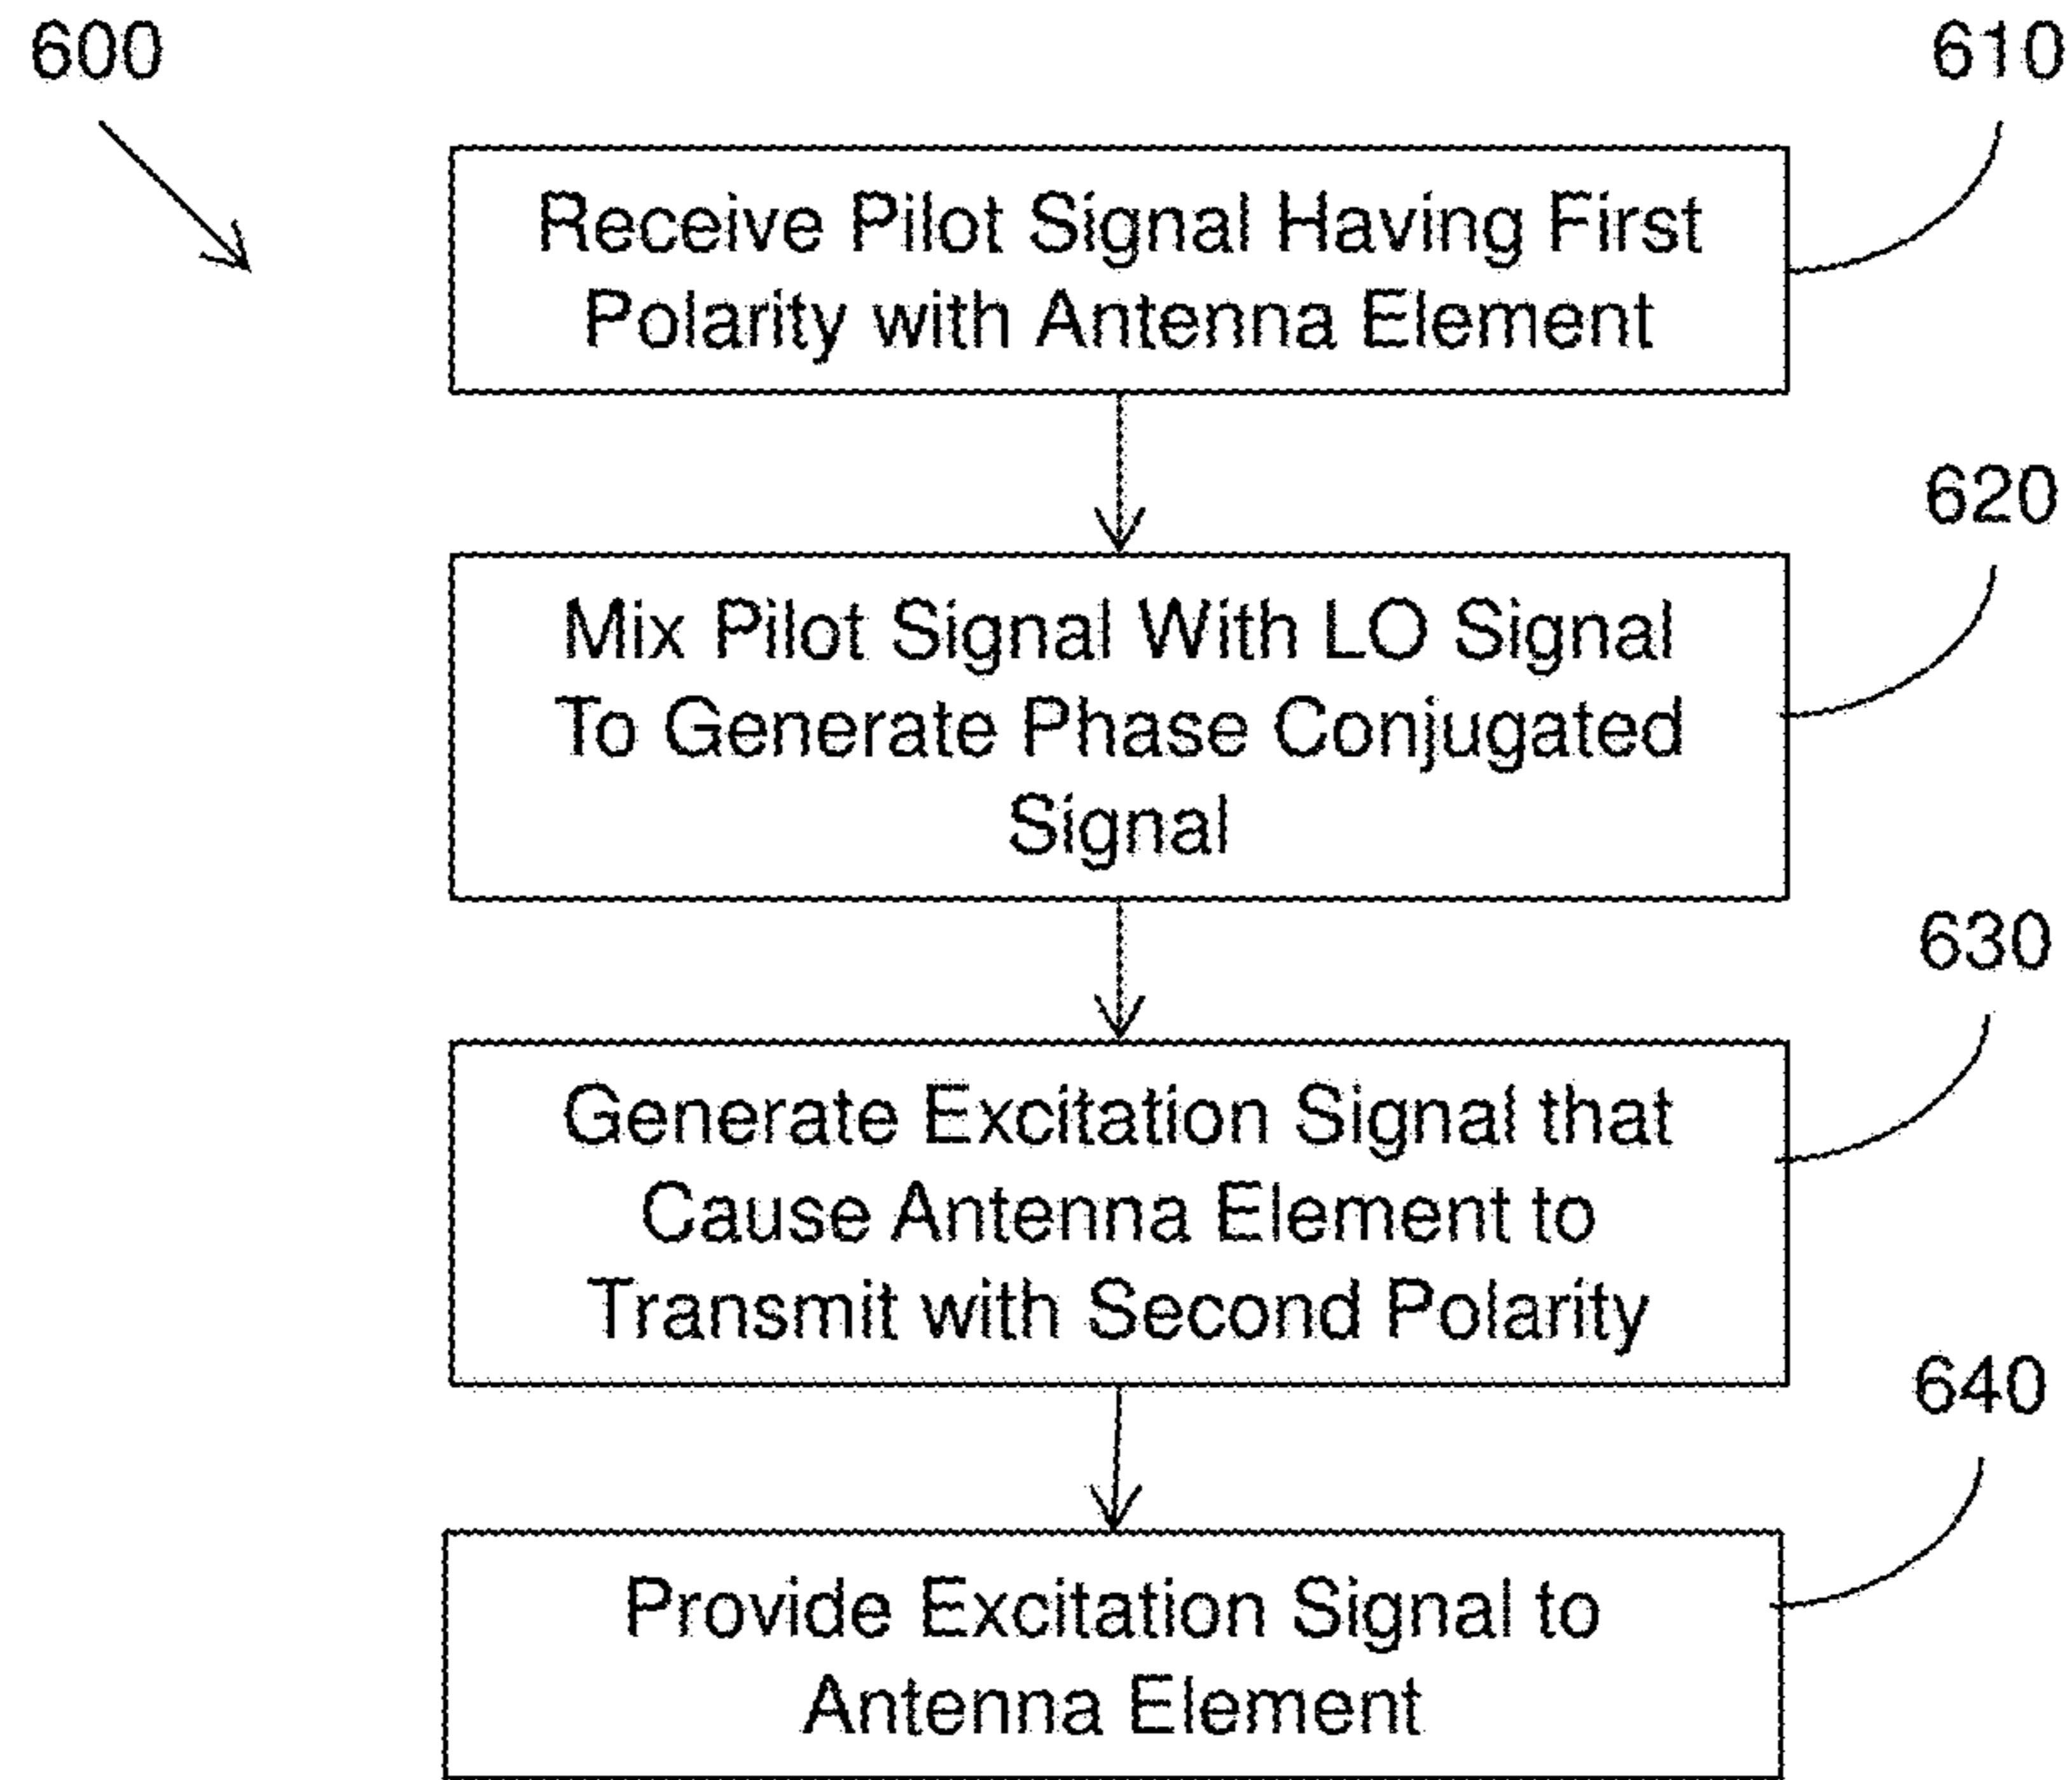 600
610
Receive Pilot Signal Having First
Polarity with Antenna Element
620
Mix Pilot Signal With LO Signal
To Generate Phase Conjugated
Signal
630
Generate Excitation Signal that
Cause Antenna Element to
Transmit with Second Polarity
640
Provide Excitation Signal to
Antenna Element